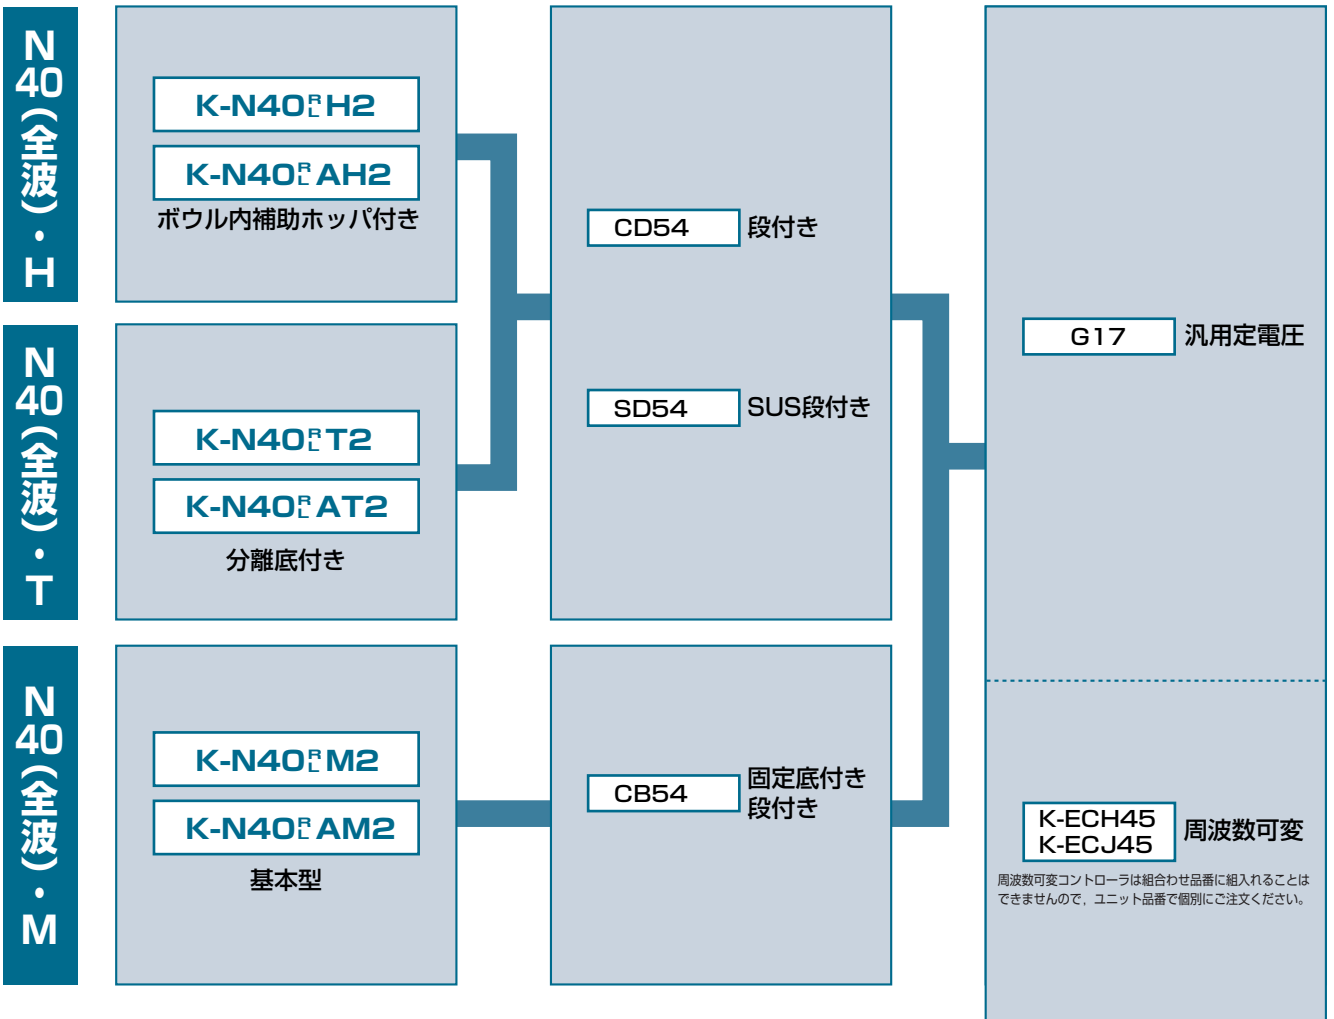 N40(全波)・H
K-N40RLH2
K-N40RLAH2
ボウル内補助ホッパ付き
N40(全波)・T
K-N40RLT2
K-N40RLAT2
分離底付き
N40(全波)・M
K-N40RLM2
K-N40RLAM2
基本型
CD54 段付き
SD54 SUS段付き
CB54
固定底付き
段付き
G17 汎用定電圧
K-ECH45
K-ECJ45
周波数可変
周波数可変コントローラは組合わせ品番に組入れることは
できませんので，ユニット品番で個別にご注文ください。